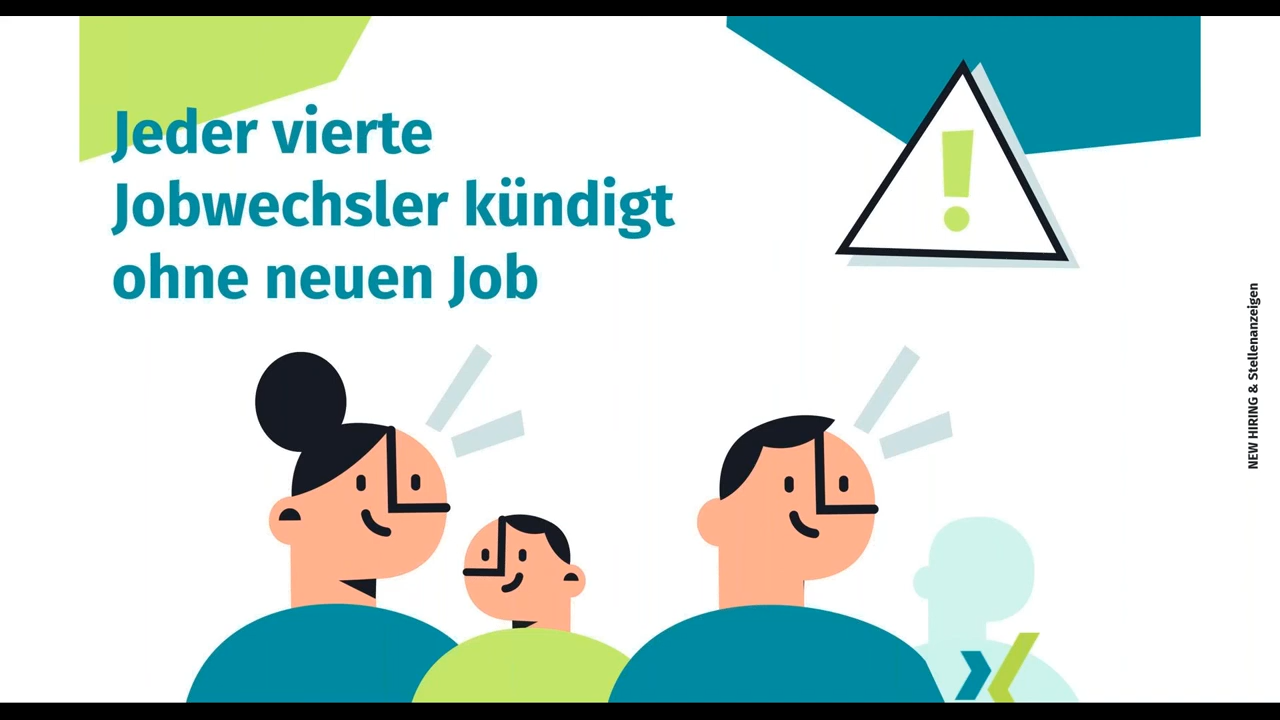 Jeder vierte
Jobwechsler kündigt
ohne neuen Job
NEW HIRING & Stellenanzeigen